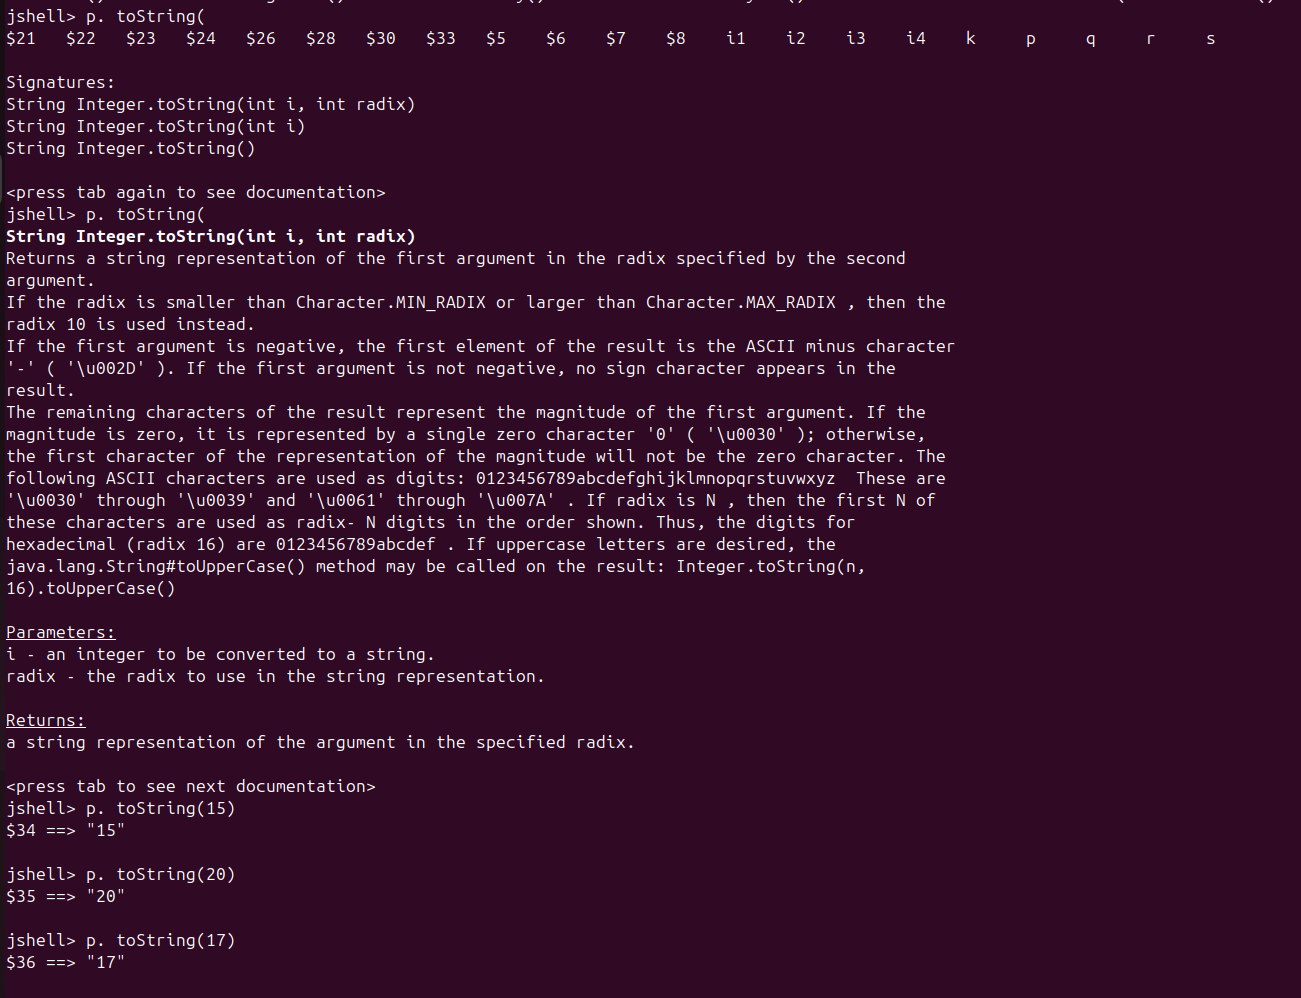 jshell> p. toString(
$21   $22   $23   $24   $26   $28   $30   $33   $5    $6    $7    $8    i1    i2    i3    i4    k     p     q     r     s
Signatures:
String Integer.toString(int i, int radix)
String Integer.toString(int i)
String Integer.toString()
<press tab again to see documentation>
jshell> p. toString(
String Integer.toString(int i, int radix)
Returns a string representation of the first argument in the radix specified by the second
argument.
If the radix is smaller than Character.MIN_RADIX or larger than Character.MAX_RADIX , then the
radix 10 is used instead.
If the first argument is negative, the first element of the result is the ASCII minus character
'-' ( '\u002D' ). If the first argument is not negative, no sign character appears in the
result.
The remaining characters of the result represent the magnitude of the first argument. If the
magnitude is zero, it is represented by a single zero character '0' ( '\u0030' ); otherwise,
the first character of the representation of the magnitude will not be the zero character. The
following ASCII characters are used as digits: 0123456789abcdefghijklmnopqrstuvwxyz  These are
'\u0030' through '\u0039' and '\u0061' through '\u007A' . If radix is N , then the first N of
these characters are used as radix- N digits in the order shown. Thus, the digits for
hexadecimal (radix 16) are 0123456789abcdef . If uppercase letters are desired, the
java.lang.String#toUpperCase() method may be called on the result: Integer.toString(n,
16).toUpperCase()
Parameters:
i - an integer to be converted to a string.
radix - the radix to use in the string representation.
Returns:
a string representation of the argument in the specified radix.
<press tab to see next documentation>
jshell> p. toString(15)
$34 ==> "15"
jshell> p. toString(20)
$35 ==> "20"
jshell> p. toString(17)
$36 ==> "17"